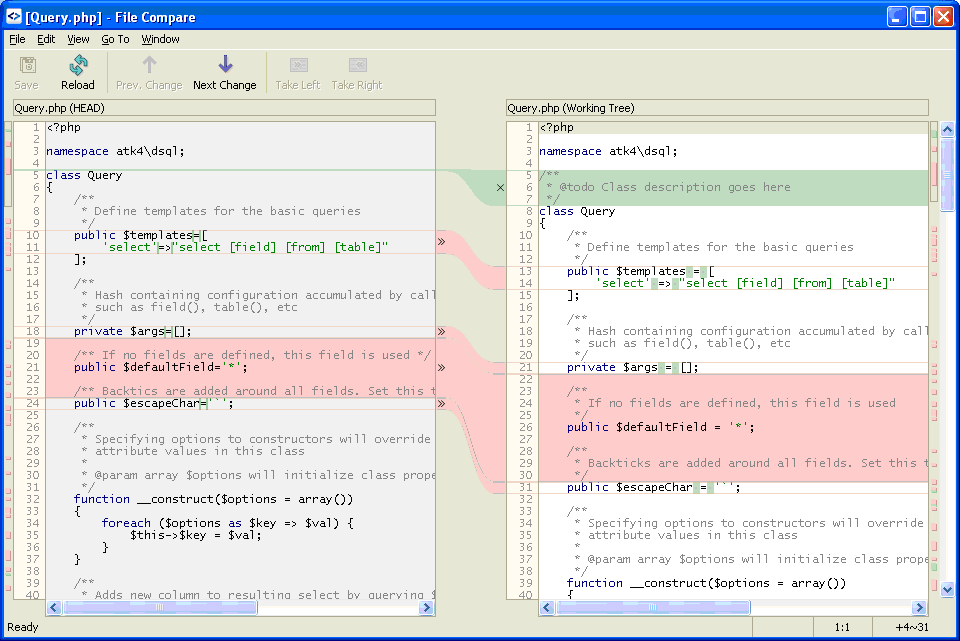 [Query.php] - File Compare
File Edit View Go To Window
Save Reload Prev. Change Next Change Take Left Take Right
Query.php (HEAD)
1 <?php
2
3 namespace atk4\dsql;
4
5 class Query
6 {
7     /**
8      * Define templates for the basic queries
9      */
10     public $templates=[
11         'select'=>"select [field] [from] [table]"
12     ];
13
14     /**
15      * Hash containing configuration accumulated by call
16      * such as field(), table(), etc
17      */
18     private $args=[];
19
20     /** If no fields are defined, this field is used */
21     public $defaultField='*';
22
23     /** Backtics are added around all fields. Set this t
24     public $escapeChar='`';
25
26     /**
27      * Specifying options to constructors will override
28      * attribute values in this class
29      *
30      * @param array $options will initialize class prope
31      */
32     function __construct($options = array())
33     {
34         foreach ($options as $key => $val) {
35             $this->$key = $val;
36         }
37     }
38
39     /**
40      * Adds new column to resulting select by querying $
Query.php (Working Tree)
1 <?php
2
3 namespace atk4\dsql;
4
5 /**
6  * @todo Class description goes here
7  */
8 class Query
9 {
10     /**
11      * Define templates for the basic queries
12      */
13     public $templates = [
14         'select' => "select [field] [from] [table]"
15     ];
16
17     /**
18      * Hash containing configuration accumulated by call
19      * such as field(), table(), etc
20      */
21     private $args = [];
22
23     /**
24      * If no fields are defined, this field is used
25      */
26     public $defaultField = '*';
27
28     /**
29      * Backticks are added around all fields. Set this t
30      */
31     public $escapeChar = '`';
32
33     /**
34      * Specifying options to constructors will override
35      * attribute values in this class
36      *
37      * @param array $options will initialize class prope
38      */
39     function __construct($options = array())
40     {
Ready 1:1 +4~31